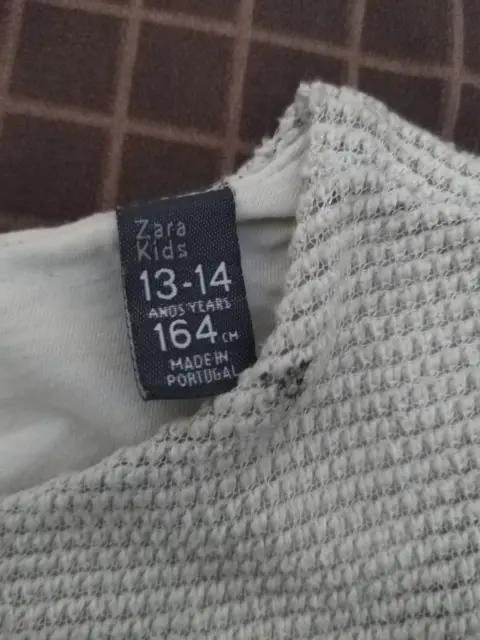 Zara
Kids
13-14
AÑOS YEARS
164 CM
MADE IN
PORTUGAL